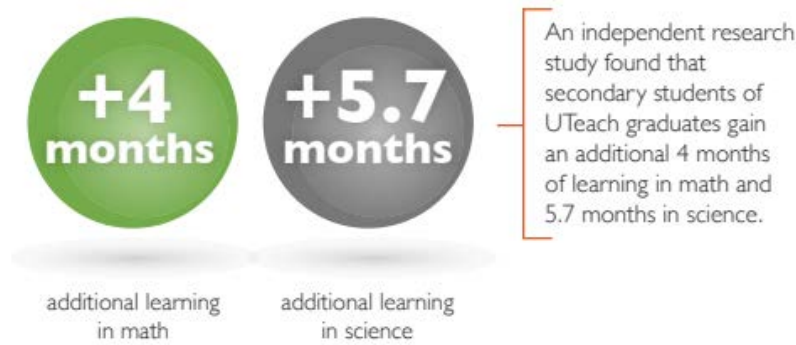 +4
months
+5.7
months
An independent research
study found that
secondary students of
UTeach graduates gain
an additional 4 months
of learning in math and
5.7 months in science.
additional learning
in math
additional learning
in science